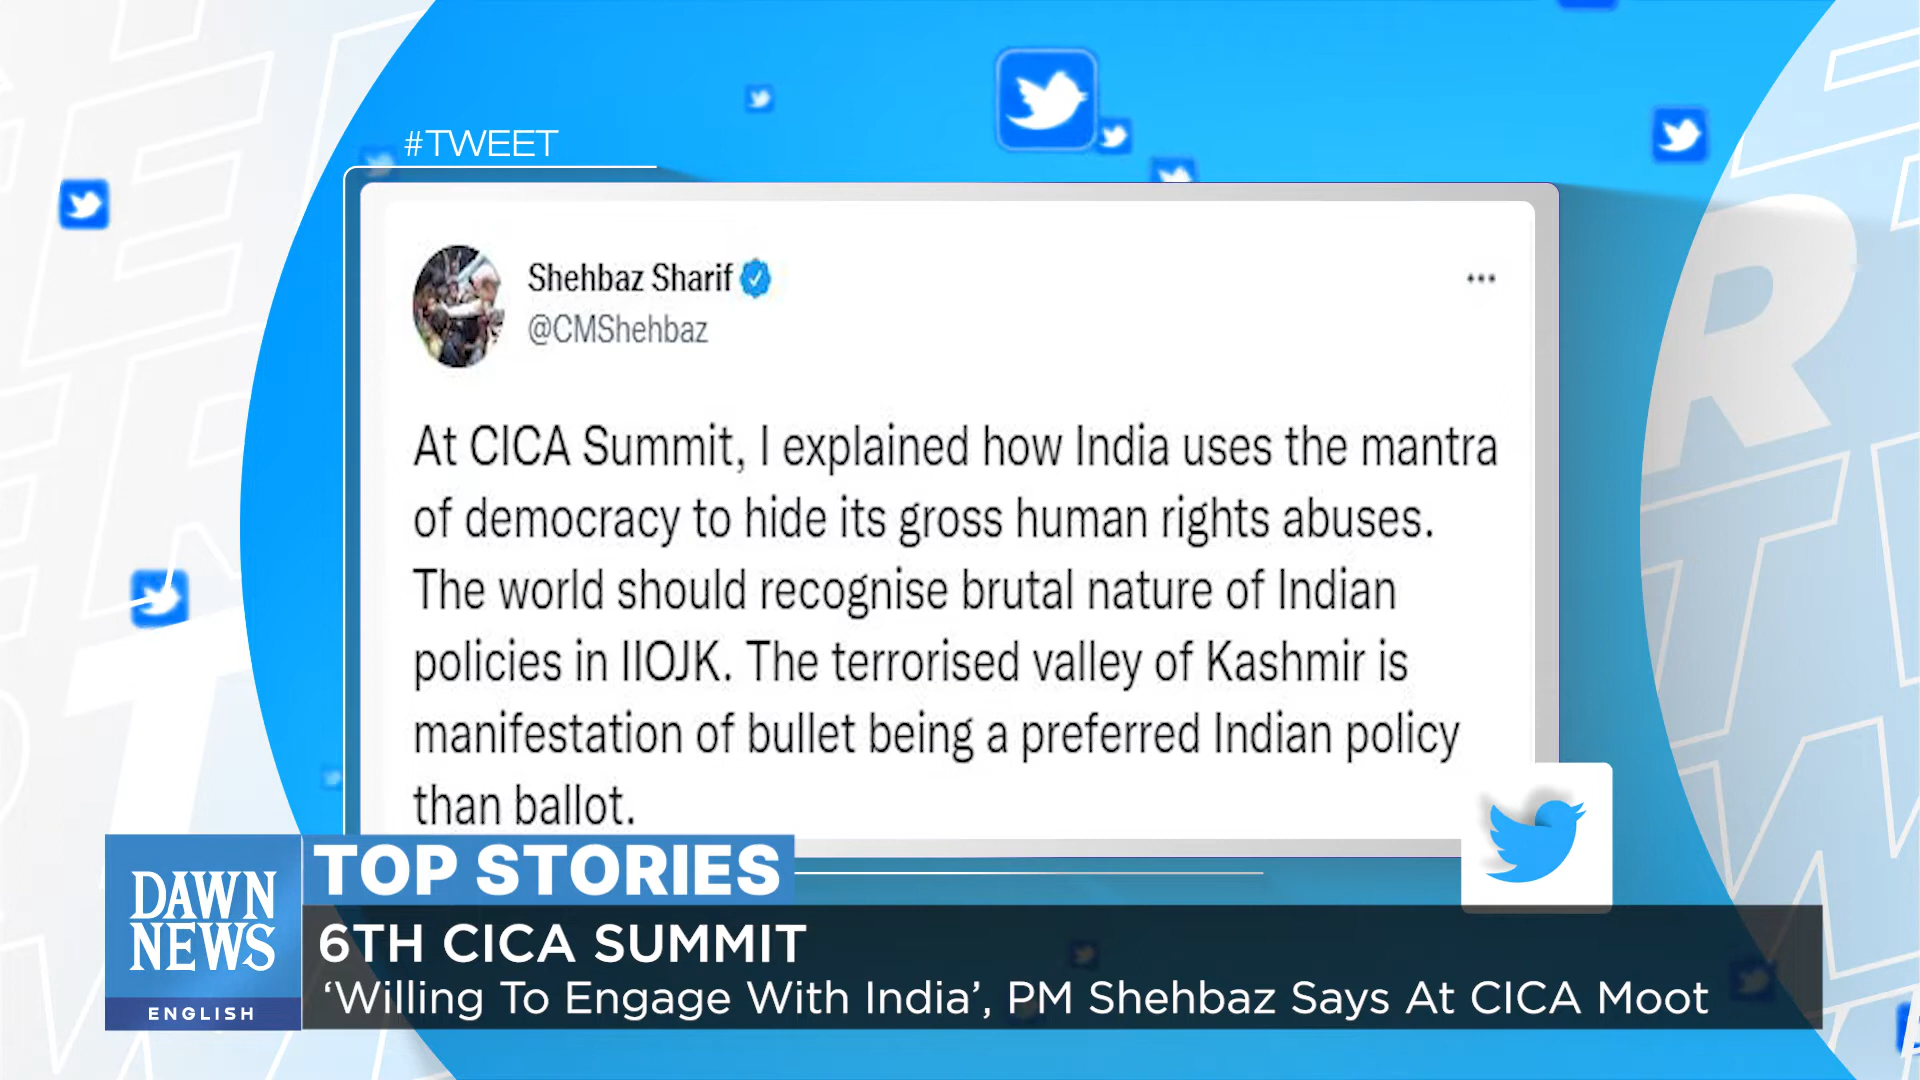 #TWEET
Shehbaz Sharif
@CMShehbaz
At CICA Summit, I explained how India uses the mantra
of democracy to hide its gross human rights abuses.
The world should recognise brutal nature of Indian
policies in IIOJK. The terrorised valley of Kashmir is
manifestation of bullet being a preferred Indian policy
than ballot.
DAWN
NEWS
ENGLISH
TOP STORIES
6TH CICA SUMMIT
‘Willing To Engage With India’, PM Shehbaz Says At CICA Moot